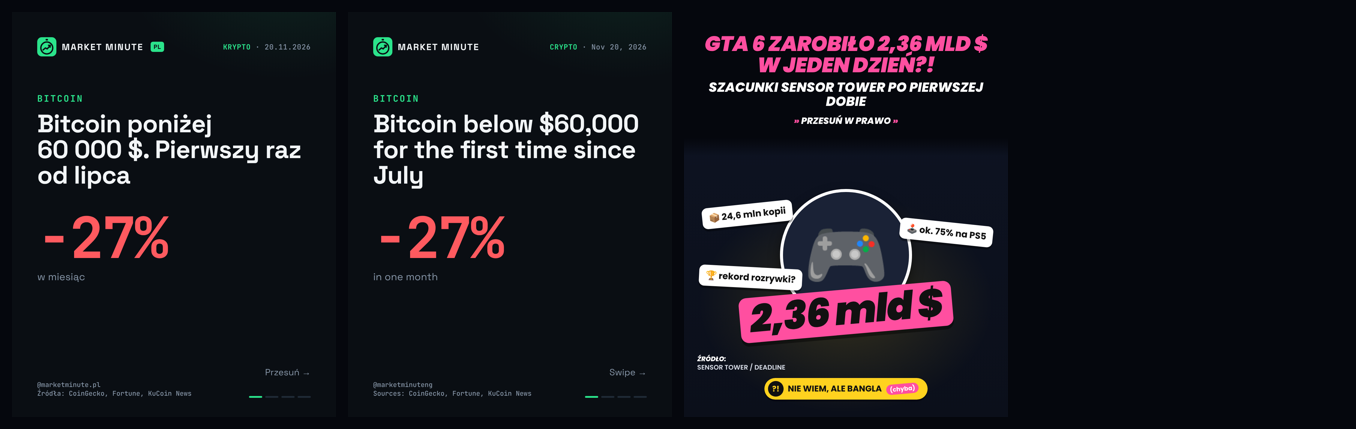 MARKET MINUTE PL
KRYPTO · 20.11.2026
BITCOIN
Bitcoin poniżej
60 000 $. Pierwszy raz
od lipca
-27%
w miesiąc
Przesuń →
@marketminute.pl
Źródła: CoinGecko, Fortune, KuCoin News
MARKET MINUTE
CRYPTO · Nov 20, 2026
BITCOIN
Bitcoin below $60,000
for the first time since
July
-27%
in one month
Swipe →
@marketminuteng
Sources: CoinGecko, Fortune, KuCoin News
GTA 6 ZAROBIŁO 2,36 MLD $
W JEDEN DZIEŃ?!
SZACUNKI SENSOR TOWER PO PIERWSZEJ
DOBIE
» PRZESUŃ W PRAWO »
24,6 mln kopii
ok. 75% na PS5
rekord rozrywki?
2,36 mld $
ŹRÓDŁO:
SENSOR TOWER / DEADLINE
?! NIE WIEM, ALE BANGLA (chyba)